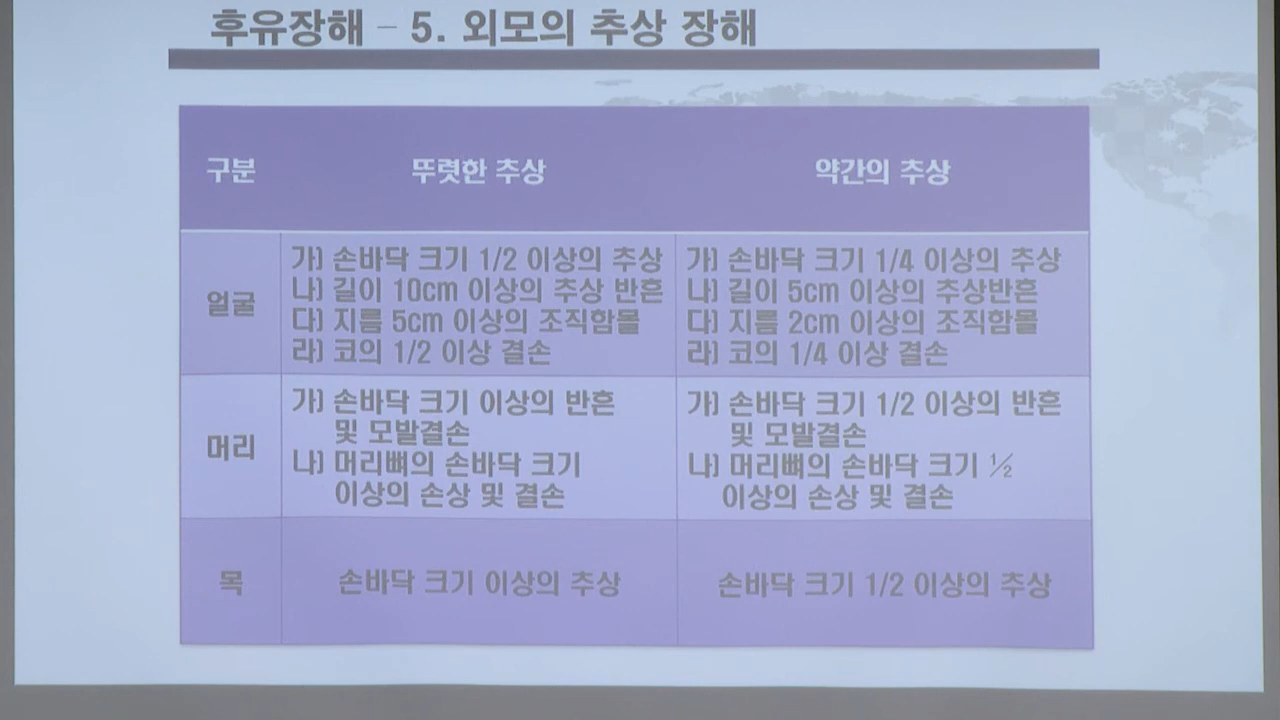 후유장해 – 5. 외모의 추상 장해
구분
뚜렷한 추상
약간의 추상
얼굴
가) 손바닥 크기 1/2 이상의 추상
나) 길이 10cm 이상의 추상 반흔
다) 지름 5cm 이상의 조직함몰
라) 코의 1/2 이상 결손
가) 손바닥 크기 1/4 이상의 추상
나) 길이 5cm 이상의 추상반흔
다) 지름 2cm 이상의 조직함몰
라) 코의 1/4 이상 결손
머리
가) 손바닥 크기 이상의 반흔
및 모발결손
나) 머리뼈의 손바닥 크기
이상의 손상 및 결손
가) 손바닥 크기 1/2 이상의 반흔
및 모발결손
나) 머리뼈의 손바닥 크기 ½
이상의 손상 및 결손
목
손바닥 크기 이상의 추상
손바닥 크기 1/2 이상의 추상